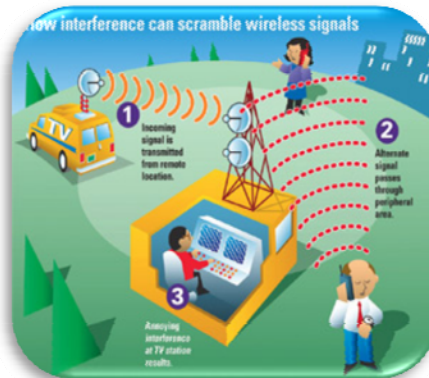 how interference can scramble wireless signals
1
Incoming
signal is
transmitted
from remote
location.
TV
2
Alternate
signal
passes
through
peripheral
area.
3
Annoying
interference
at TV station
results.